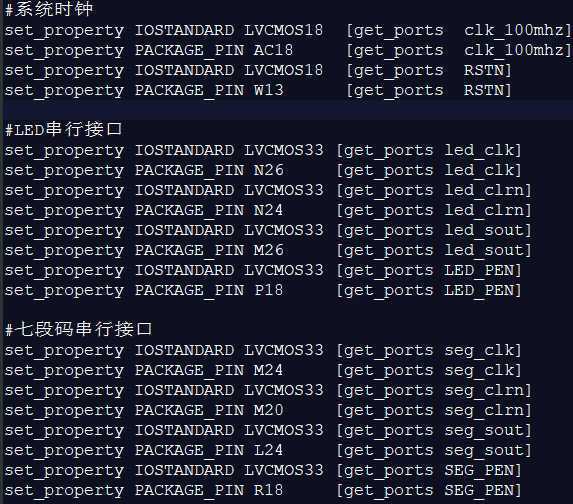 #系统时钟
set_property IOSTANDARD LVCMOS18  [get_ports  clk_100mhz]
set_property PACKAGE_PIN AC18     [get_ports  clk_100mhz]
set_property IOSTANDARD LVCMOS18  [get_ports  RSTN]
set_property PACKAGE_PIN W13      [get_ports  RSTN]

#LED串行接口
set_property IOSTANDARD LVCMOS33 [get_ports led_clk]
set_property PACKAGE_PIN N26     [get_ports led_clk]
set_property IOSTANDARD LVCMOS33 [get_ports led_clrn]
set_property PACKAGE_PIN N24     [get_ports led_clrn]
set_property IOSTANDARD LVCMOS33 [get_ports led_sout]
set_property PACKAGE_PIN M26     [get_ports led_sout]
set_property IOSTANDARD LVCMOS33 [get_ports LED_PEN]
set_property PACKAGE_PIN P18     [get_ports LED_PEN]

#七段码串行接口
set_property IOSTANDARD LVCMOS33 [get_ports seg_clk]
set_property PACKAGE_PIN M24     [get_ports seg_clk]
set_property IOSTANDARD LVCMOS33 [get_ports seg_clrn]
set_property PACKAGE_PIN M20     [get_ports seg_clrn]
set_property IOSTANDARD LVCMOS33 [get_ports seg_sout]
set_property PACKAGE_PIN L24     [get_ports seg_sout]
set_property IOSTANDARD LVCMOS33 [get_ports SEG_PEN]
set_property PACKAGE_PIN R18     [get_ports SEG_PEN]